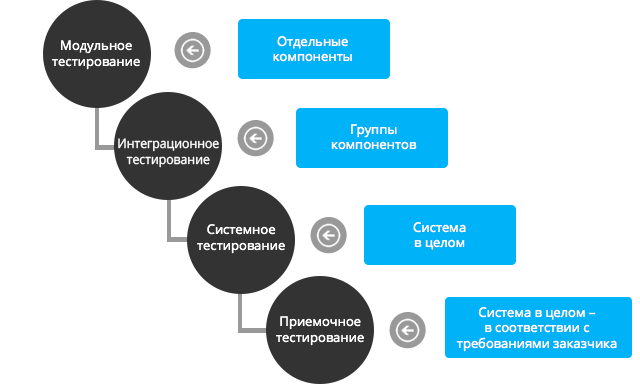 Модульное
тестирование
Отдельные
компоненты
Интеграционное
тестирование
Группы
компонентов
Системное
тестирование
Система
в целом
Приемочное
тестирование
Система в целом –
в соответствии с
требованиями заказчика